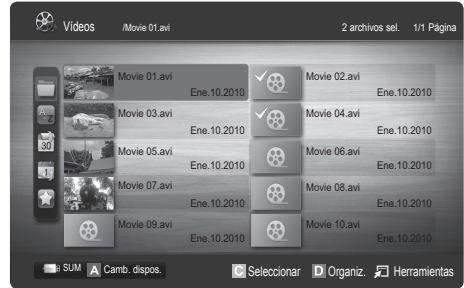 Vídeos /Movie 01.avi 2 archivos sel. 1/1 Página
Movie 01.avi Movie 02.avi
Ene.10.2010 Ene.10.2010
Movie 03.avi Movie 04.avi
Ene.10.2010 Ene.10.2010
Movie 05.avi Movie 06.avi
Ene.10.2010 Ene.10.2010
Movie 07.avi Movie 08.avi
Ene.10.2010 Ene.10.2010
Movie 09.avi Movie 10.avi
Ene.10.2010 Ene.10.2010
SUM A Camb. dispos. C Seleccionar D Organiz. Herramientas